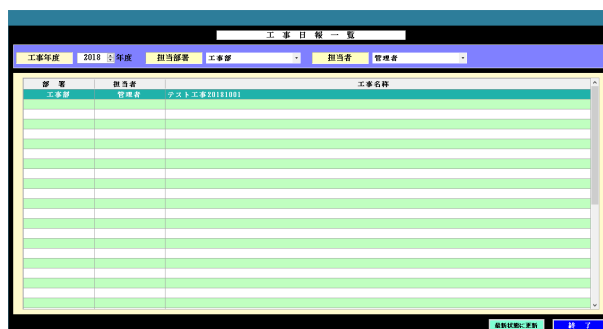 工 事 日 報 一 覧
工事年度 2018 年度 担当部署 工事部 担当者 管理者
部 署 担当者 工事名称
工事部 管理者 テスト工事20181001
最新状態に更新 終 了